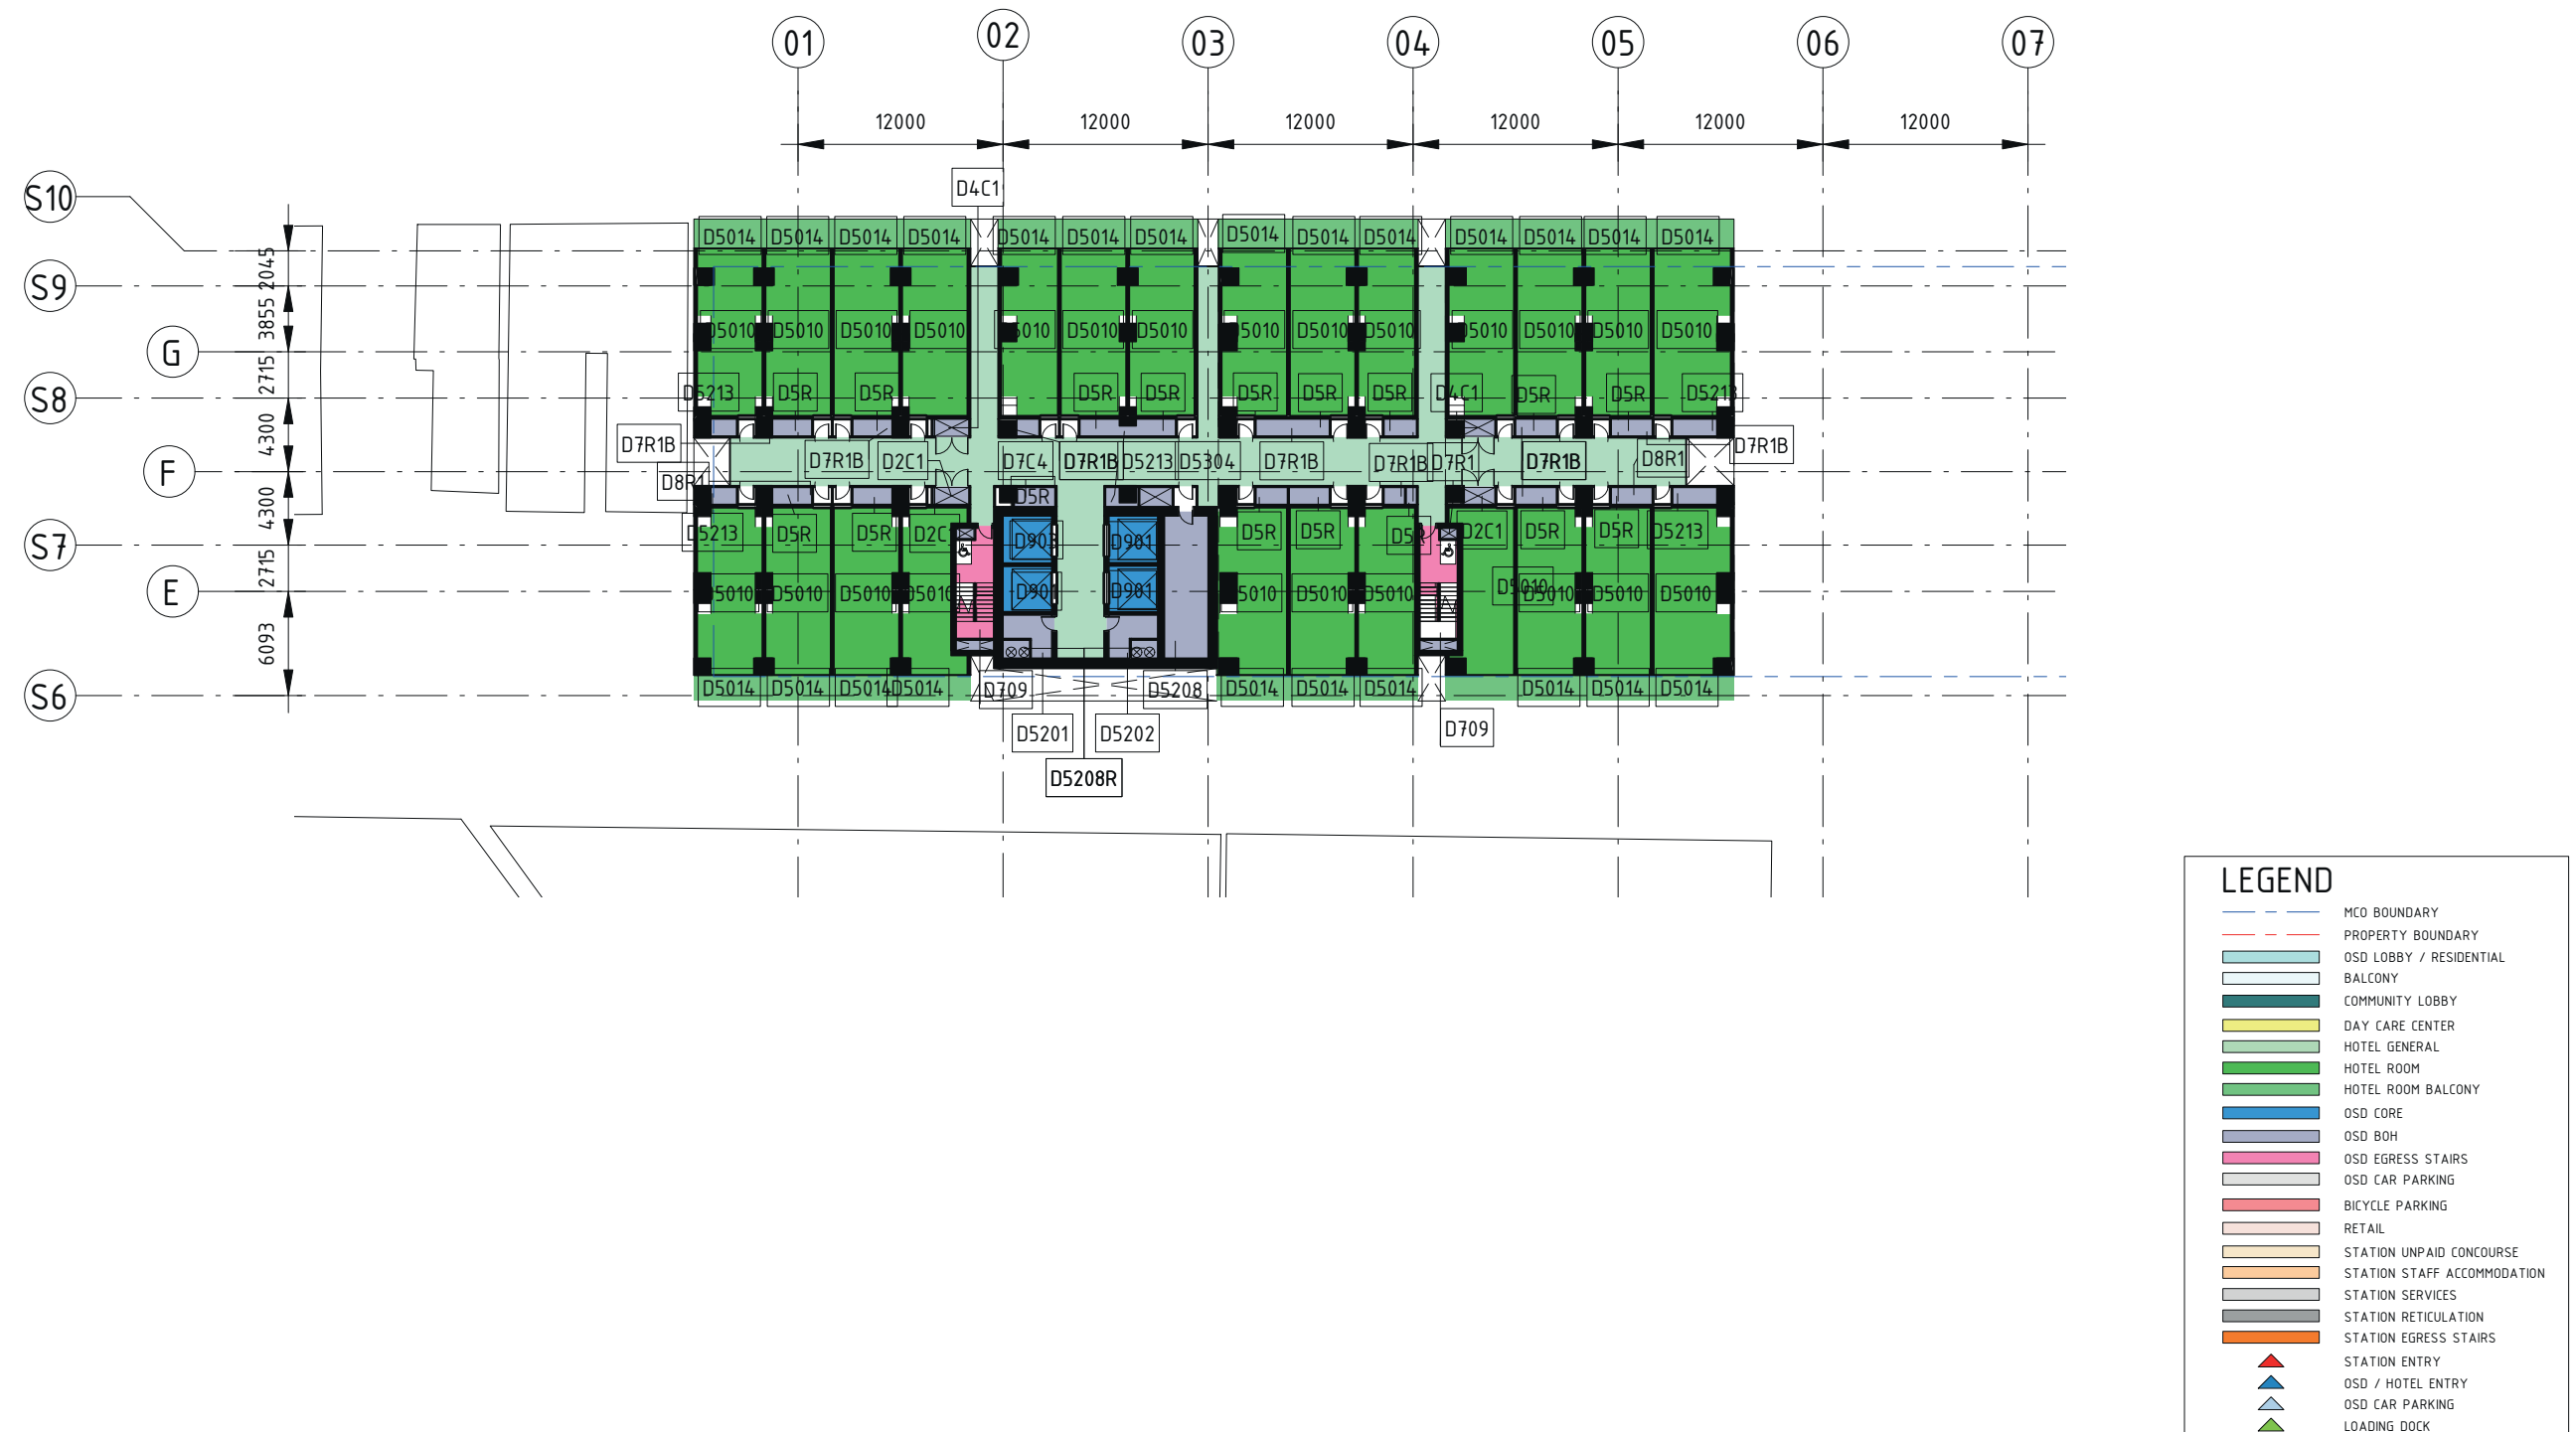 01 02 03 04 05 06 07
12000 12000 12000 12000 12000 12000
D4C1
S10
D5014 D5014 D5014 D5014 D5014 D5014 D5014 D5014 D5014 D5014 D5014 D5014 D5014 D5014
2045
S9
3855
D5010 D5010 D5010 D5010 5010 D5010 D5010 D5010 D5010 D5010 D5010 D5010 D5010 D5010
G
2715
S8
D5213 D5R D5R D5R D5R D5R D5R D5R D4C1 D5R D5R D5213
4300
D7R1B D7R1B
F
D7R1B D2C1 D7C4 D7R1B D5213 D5304 D7R1B D7R1B D7R1 D7R1B D8R1
D8R1
D5R
4300
D5213 D5R D5R D2C1 D5R D5R D5R D2C1 D5R D5R D5213
S7
D903 D901
2715
E
D5010 D5010 D5010 D5010 D901 D901 5010 D5010 D5010 D5010 D5010 D5010 D5010
6093
S6
D5014 D5014 D5014 D5014 D709 D5208 D5014 D5014 D5014 D5014 D5014 D5014
D5201 D5202 D709
D5208R
LEGEND
MCO BOUNDARY
PROPERTY BOUNDARY
OSD LOBBY / RESIDENTIAL
BALCONY
COMMUNITY LOBBY
DAY CARE CENTER
HOTEL GENERAL
HOTEL ROOM
HOTEL ROOM BALCONY
OSD CORE
OSD BOH
OSD EGRESS STAIRS
OSD CAR PARKING
BICYCLE PARKING
RETAIL
STATION UNPAID CONCOURSE
STATION STAFF ACCOMMODATION
STATION SERVICES
STATION RETICULATION
STATION EGRESS STAIRS
STATION ENTRY
OSD / HOTEL ENTRY
OSD CAR PARKING
LOADING DOCK